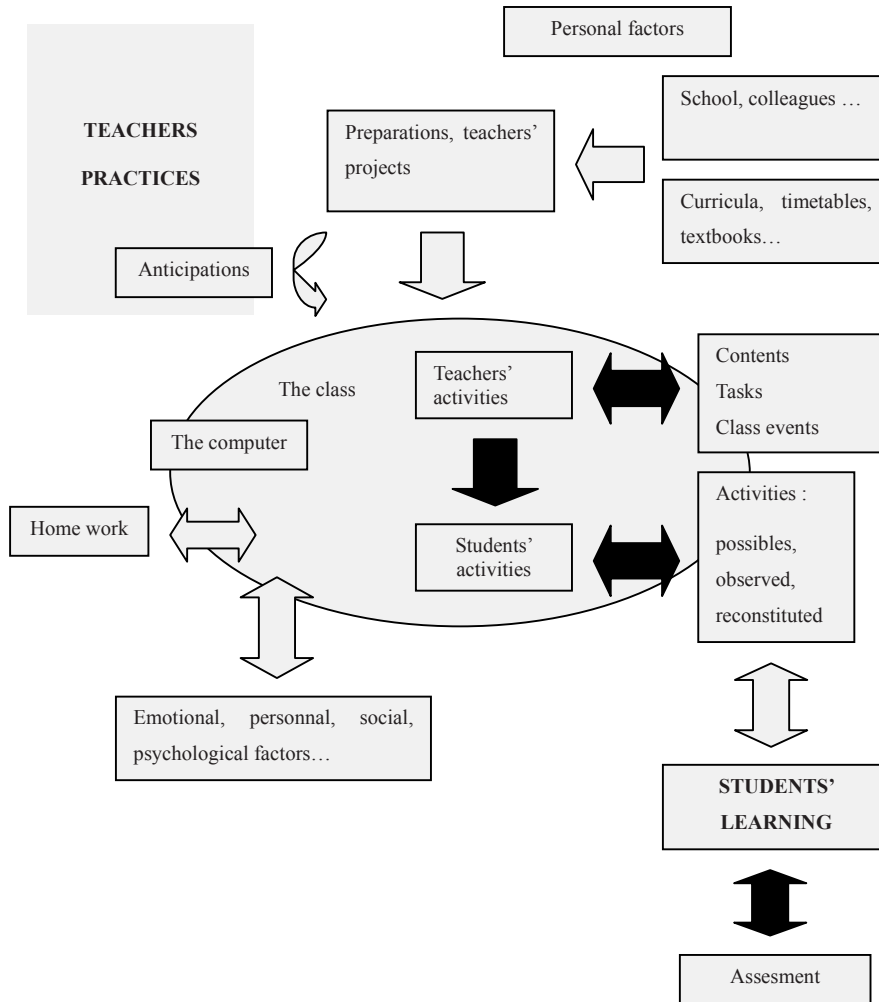 Personal factors
School, colleagues …
TEACHERS
PRACTICES
Preparations, teachers’
projects
Curricula, timetables,
textbooks…
Anticipations
The class
Teachers’
activities
Contents
Tasks
Class events
The computer
Home work
Students’
activities
Activities :
possibles,
observed,
reconstituted
Emotional, personnal, social,
psychological factors…
STUDENTS’
LEARNING
Assesment